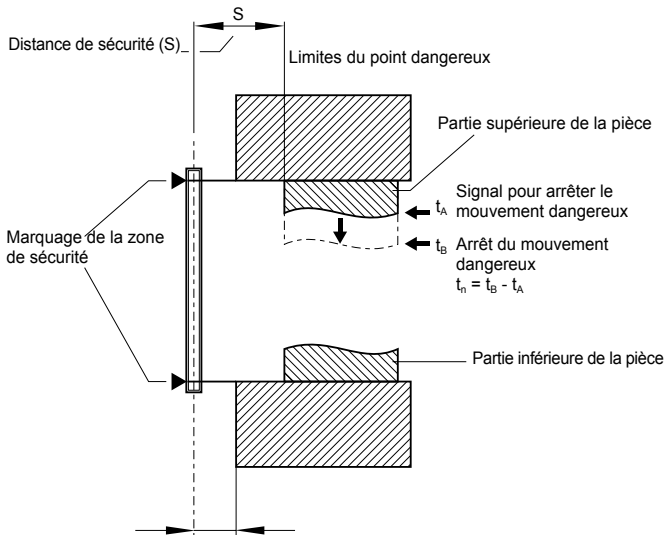 S
Distance de sécurité (S)
Limites du point dangereux
Partie supérieure de la pièce
tA Signal pour arrêter le
mouvement dangereux
Marquage de la zone
de sécurité
tB Arrêt du mouvement
dangereux
tn = tB - tA
Partie inférieure de la pièce